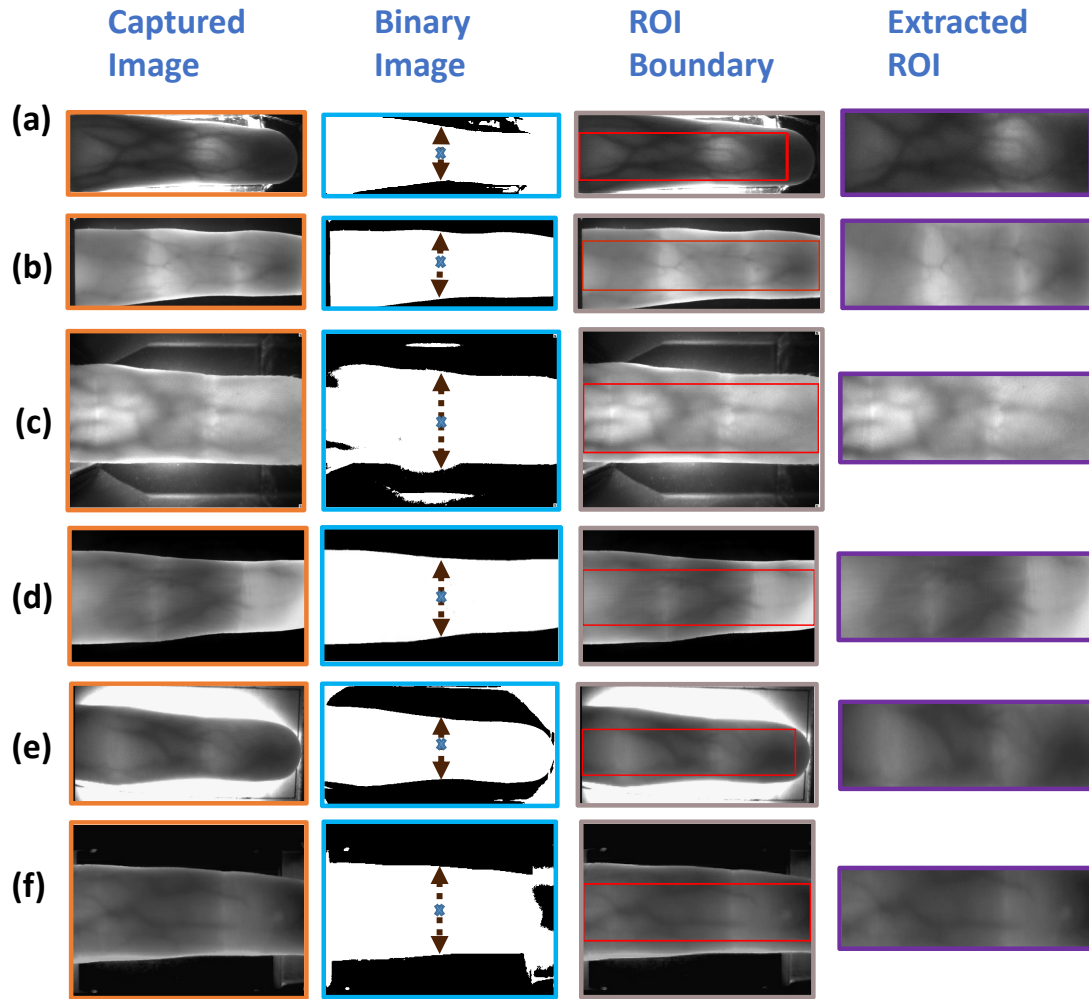 Captured Image
Binary Image
ROI Boundary
Extracted ROI
(a)
(b)
(c)
(d)
(e)
(f)